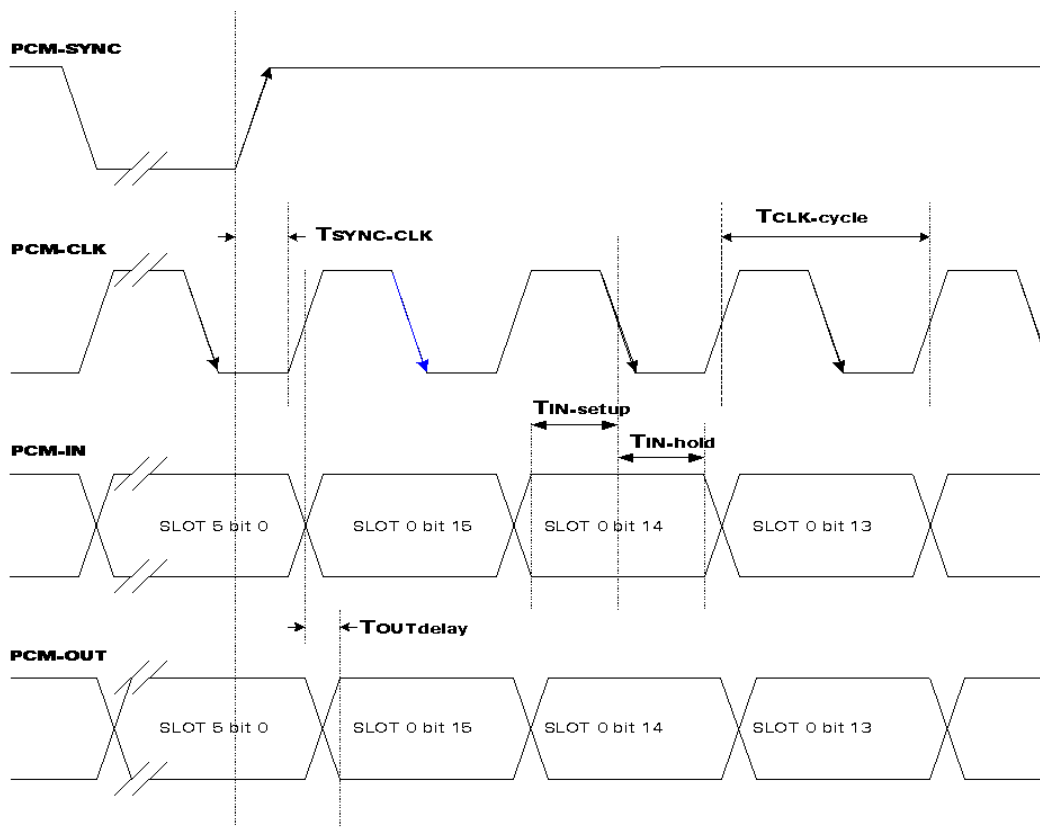 PCM-SYNC
TSYNC-CLK
TCLK-cycle
PCM-CLK
TIN-setup
TIN-hold
PCM-IN
SLOT 5 bit 0
SLOT 0 bit 15
SLOT 0 bit 14
SLOT 0 bit 13
TOUTdelay
PCM-OUT
SLOT 5 bit 0
SLOT 0 bit 15
SLOT 0 bit 14
SLOT 0 bit 13